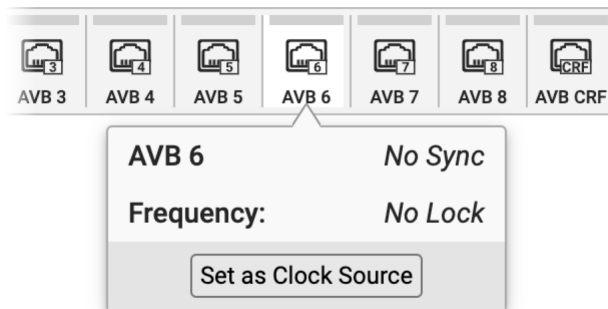 3 4 5 6 7 8 CRF
AVB 3 AVB 4 AVB 5 AVB 6 AVB 7 AVB 8 AVB CRF
AVB 6 No Sync
Frequency: No Lock
Set as Clock Source